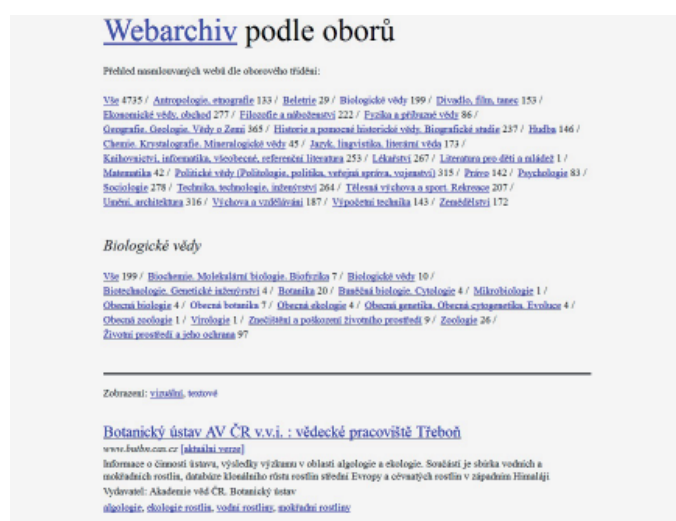 Webarchiv podle oborů
Přehled nasmlouvaných webů dle oborového třídění:
Vše 4735 / Antropologie, etnografie 133 / Beletrie 29 / Biologické vědy 199 / Divadlo, film, tanec 153 /
Ekonomické vědy, obchod 277 / Filozofie a náboženství 222 / Fyzika a příbuzné vědy 86 /
Geografie. Geologie. Vědy o Zemi 365 / Historie a pomocné historické vědy. Biografické studie 237 / Hudba 146 /
Chemie. Krystalografie. Mineralogické vědy 45 / Jazyk, lingvistika, literární věda 173 /
Knihovnictví, informatika, všeobecné, referenční literatura 253 / Lékařství 267 / Literatura pro děti a mládež 1 /
Matematika 42 / Politické vědy (Politologie, politika, veřejná správa, vojenství) 315 / Právo 142 / Psychologie 83 /
Sociologie 278 / Technika, technologie, inženýrství 264 / Tělesná výchova a sport. Rekreace 207 /
Umění, architektura 316 / Výchova a vzdělávání 187 / Výpočetní technika 143 / Zemědělství 172
Biologické vědy
Vše 199 / Biochemie. Molekulární biologie. Biofyzika 7 / Biologické vědy 10 /
Biotechnologie. Genetické inženýrství 4 / Botanika 20 / Buněčná biologie. Cytologie 4 / Mikrobiologie 1 /
Obecná biologie 4 / Obecná botanika 7 / Obecná ekologie 4 / Obecná genetika. Obecná cytogenetika. Evoluce 4 /
Obecná zoologie 1 / Virologie 1 / Znečištění a poškození životního prostředí 9 / Zoologie 26 /
Životní prostředí a jeho ochrana 97
Zobrazení: vizuální, textové
Botanický ústav AV ČR v.v.i. : vědecké pracoviště Třeboň
www.butbn.cas.cz [aktuální verze]
Informace o činnosti ústavu, výsledky výzkumu v oblasti algologie a ekologie. Součástí je sbírka vodních a
mokřadních rostlin, databáze klonálního růstu rostlin střední Evropy a cévnatých rostlin v západním Himaláji
Vydavatel: Akademie věd ČR. Botanický ústav
algologie, ekologie rostlin, vodní rostliny, mokřadní rostliny